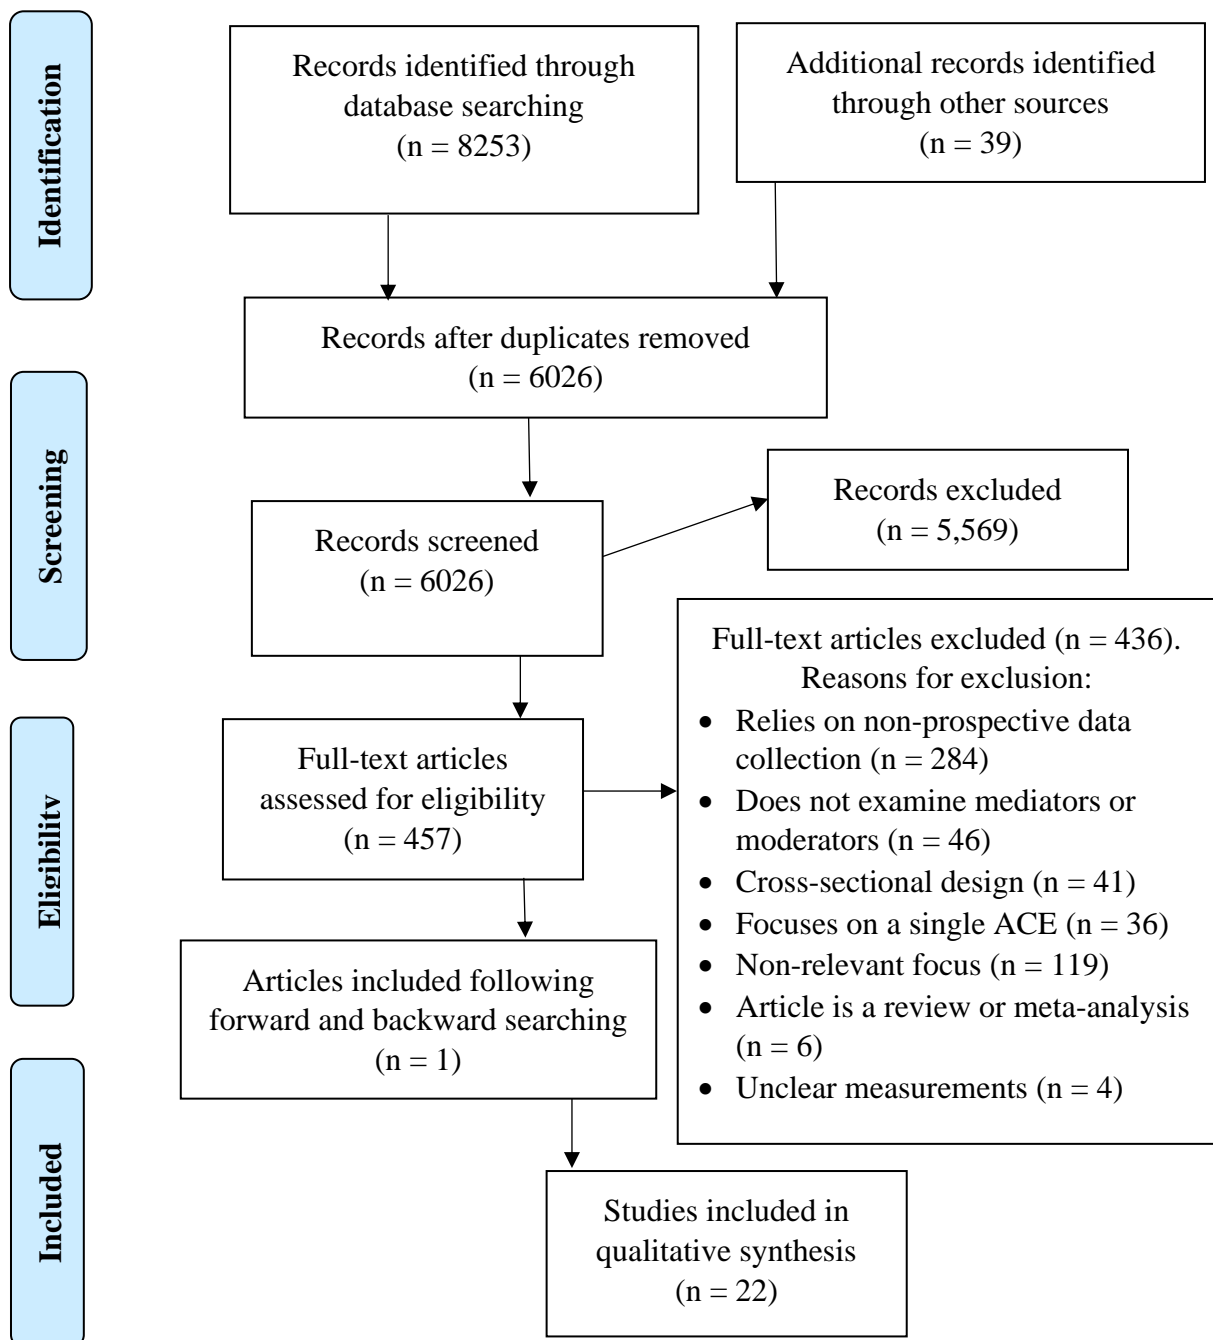 Identification
Records identified through
database searching
(n = 8253)
Additional records identified
through other sources
(n = 39)
Records after duplicates removed
(n = 6026)
Screening
Records screened
(n = 6026)
Records excluded
(n = 5,569)
Eligibility
Full-text articles
assessed for eligibility
(n = 457)
Full-text articles excluded (n = 436).
Reasons for exclusion:
• Relies on non-prospective data
collection (n = 284)
• Does not examine mediators or
moderators (n = 46)
• Cross-sectional design (n = 41)
• Focuses on a single ACE (n = 36)
• Non-relevant focus (n = 119)
• Article is a review or meta-analysis
(n = 6)
• Unclear measurements (n = 4)
Articles included following
forward and backward searching
(n = 1)
Included
Studies included in
qualitative synthesis
(n = 22)